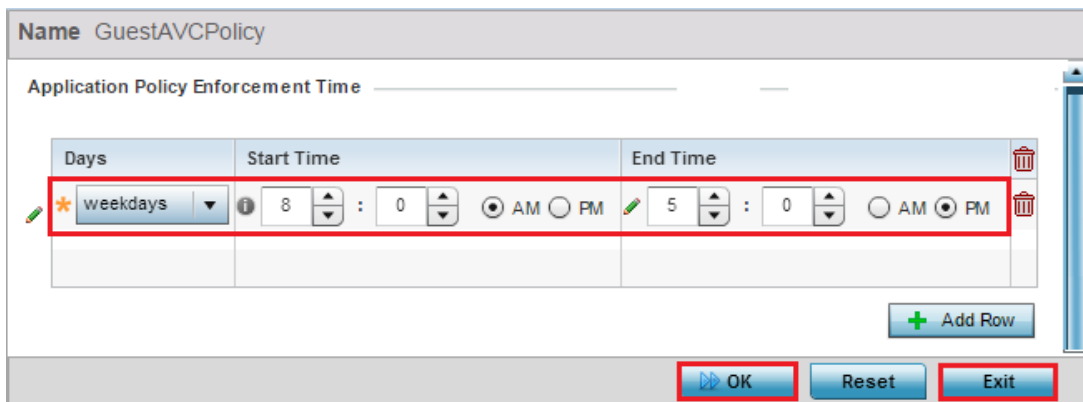 Name GuestAVCPolicy
Application Policy Enforcement Time
Days Start Time End Time
* weekdays 8 : 0 AM PM 5 : 0 AM PM
+ Add Row
OK Reset Exit